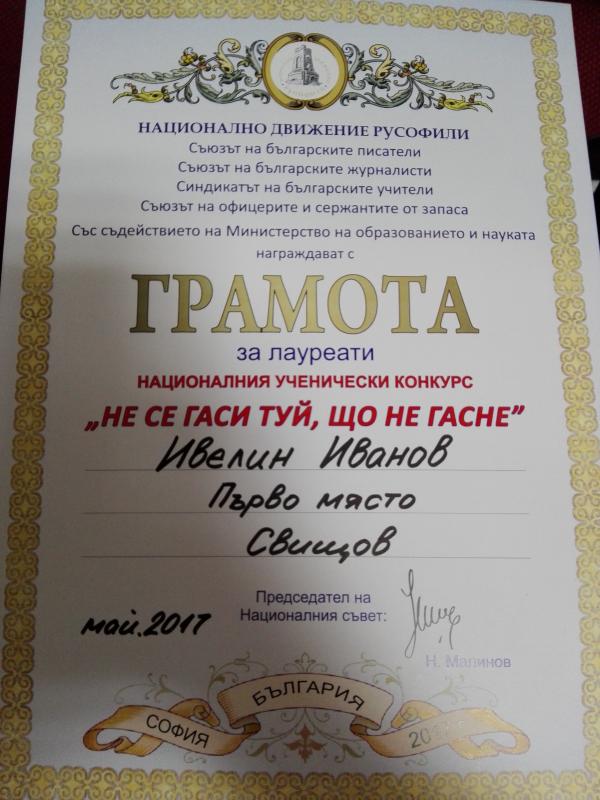 НАЦИОНАЛНО ДВИЖЕНИЕ РУСОФИЛИ
Съюзът на българските писатели
Съюзът на българските журналисти
Синдикатът на българските учители
Съюзът на офицерите и сержантите от запаса
Със съдействието на Министерство на образованието и науката
награждават с
ГРАМОТА
за лауреати
НАЦИОНАЛНИЯ УЧЕНИЧЕСКИ КОНКУРС
„НЕ СЕ ГАСИ ТУЙ, ЩО НЕ ГАСНЕ”
Ивелин Иванов
Първо място
Свищов
Председател на
Националния съвет:
май.2017
Н. Малинов
СОФИЯ
БЪЛГАРИЯ